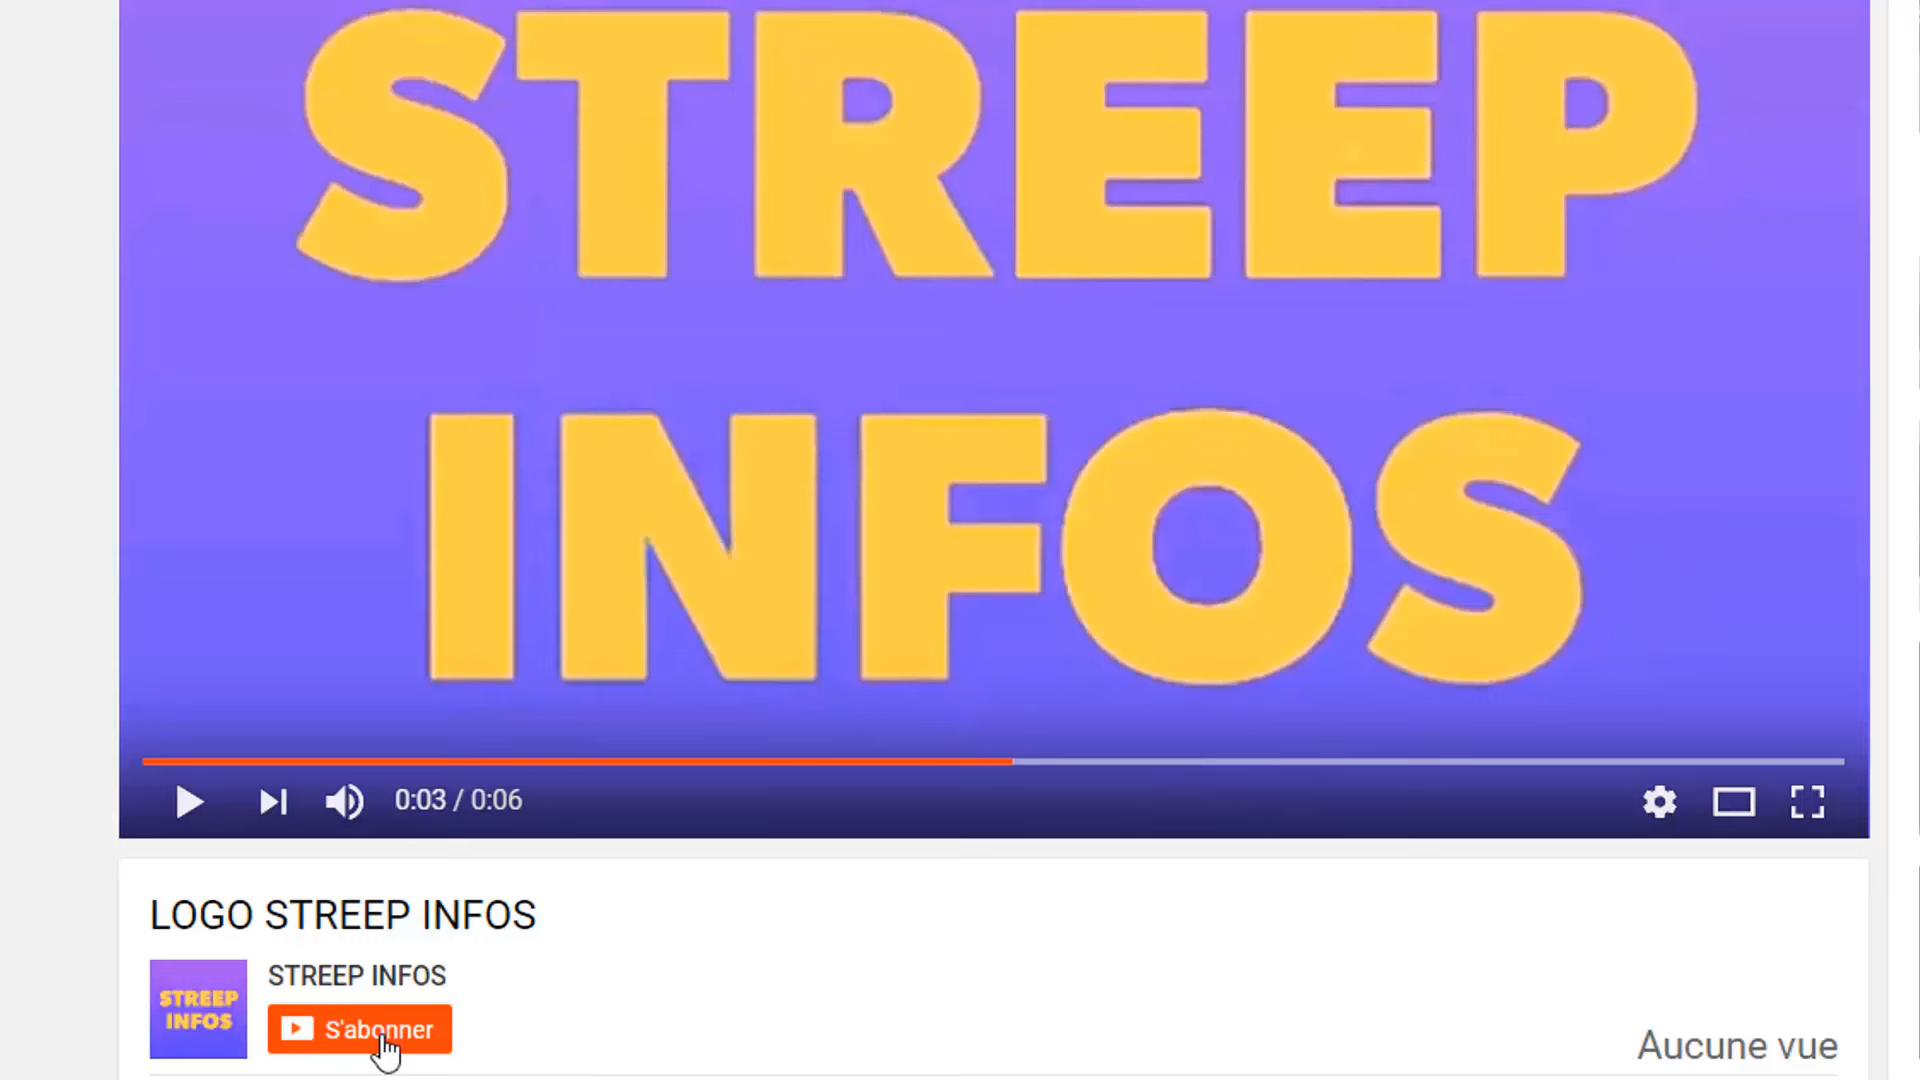 STREEP
INFOS
0:03 / 0:06
LOGO STREEP INFOS
STREEP INFOS
STREEP
INFOS
S'abonner
Aucune vue